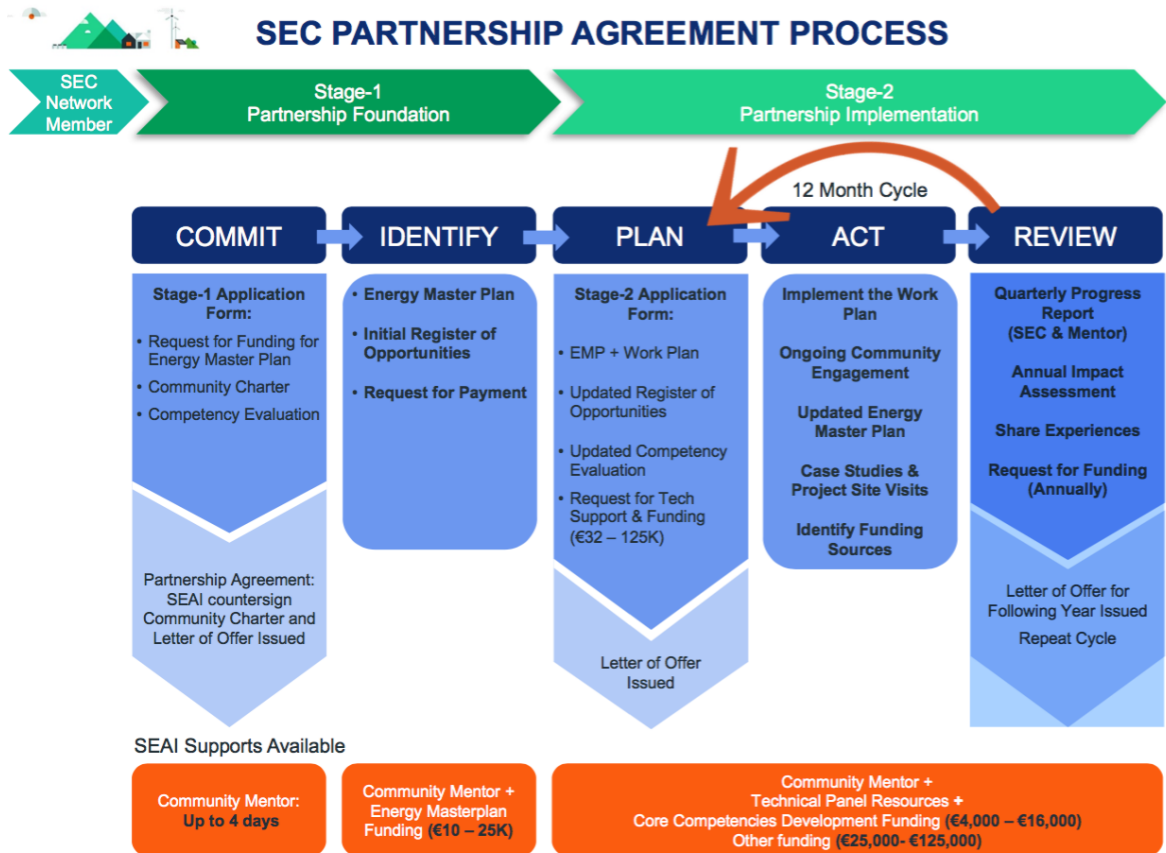 SEC PARTNERSHIP AGREEMENT PROCESS
SEC
Network
Member
Stage-1
Partnership Foundation
Stage-2
Partnership Implementation
12 Month Cycle
COMMIT
IDENTIFY
PLAN
ACT
REVIEW
Stage-1 Application
Form:
• Request for Funding for
Energy Master Plan
• Community Charter
• Competency Evaluation
Partnership Agreement:
SEAI countersign
Community Charter and
Letter of Offer Issued
• Energy Master Plan
• Initial Register of
Opportunities
• Request for Payment
Stage-2 Application
Form:
• EMP + Work Plan
• Updated Register of
Opportunities
• Updated Competency
Evaluation
• Request for Tech
Support & Funding
(€32 – 125K)
Letter of Offer
Issued
Implement the Work
Plan
Ongoing Community
Engagement
Updated Energy
Master Plan
Case Studies &
Project Site Visits
Identify Funding
Sources
Quarterly Progress
Report
(SEC & Mentor)
Annual Impact
Assessment
Share Experiences
Request for Funding
(Annually)
Letter of Offer for
Following Year Issued
Repeat Cycle
SEAI Supports Available
Community Mentor:
Up to 4 days
Community Mentor +
Energy Masterplan
Funding (€10 – 25K)
Community Mentor +
Technical Panel Resources +
Core Competencies Development Funding (€4,000 – €16,000)
Other funding (€25,000- €125,000)